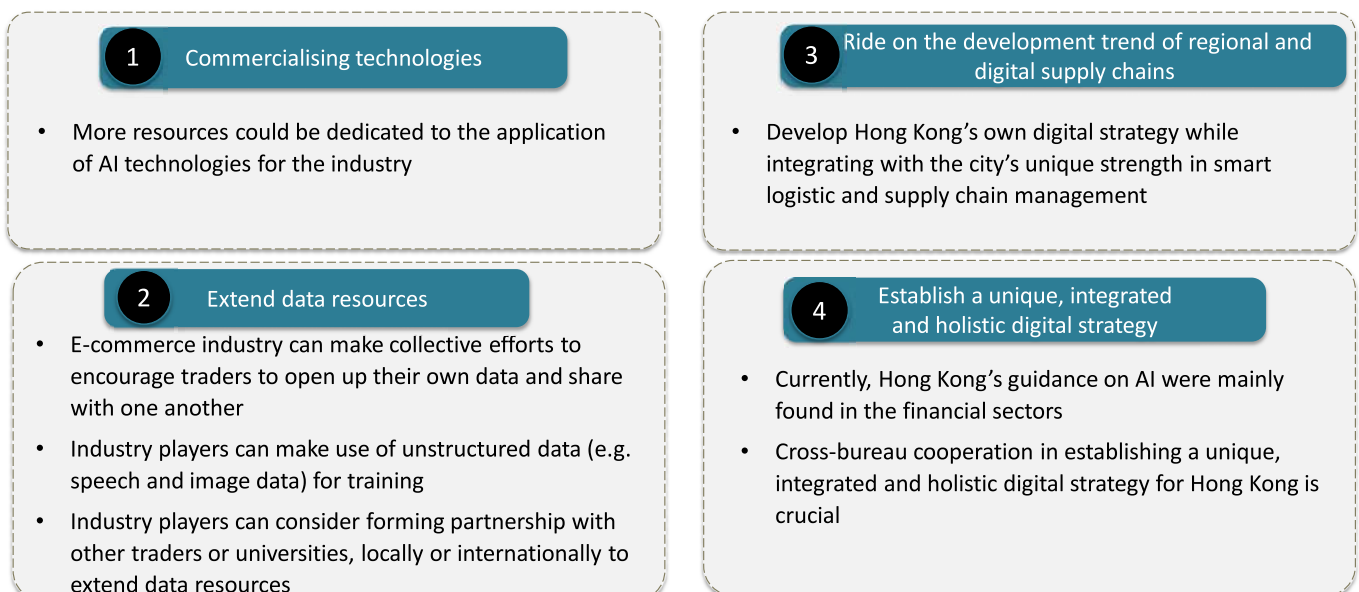 1
Commercialising technologies
• More resources could be dedicated to the application
of AI technologies for the industry
2
Extend data resources
• E-commerce industry can make collective efforts to
encourage traders to open up their own data and share
with one another
• Industry players can make use of unstructured data (e.g.
speech and image data) for training
• Industry players can consider forming partnership with
other traders or universities, locally or internationally to
extend data resources
3
Ride on the development trend of regional and
digital supply chains
• Develop Hong Kong’s own digital strategy while
integrating with the city’s unique strength in smart
logistic and supply chain management
4
Establish a unique, integrated
and holistic digital strategy
• Currently, Hong Kong’s guidance on AI were mainly
found in the financial sectors
• Cross-bureau cooperation in establishing a unique,
integrated and holistic digital strategy for Hong Kong is
crucial